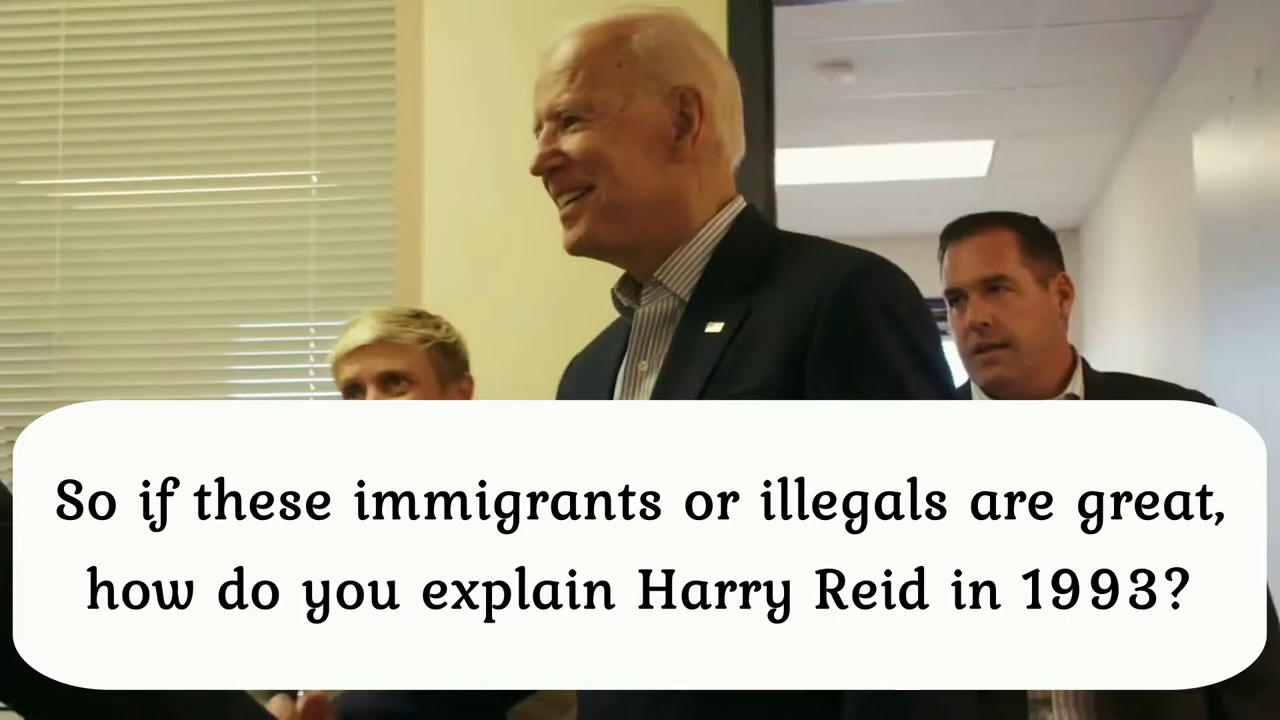 So if these immigrants or illegals are great,
how do you explain Harry Reid in 1993?